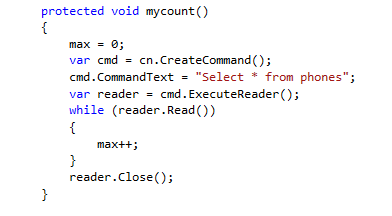 protected void mycount()
{
max = 0;
var cmd = cn.CreateCommand();
cmd.CommandText = "Select * from phones";
var reader = cmd.ExecuteReader();
while (reader.Read())
{
max++;
}
reader.Close();
}